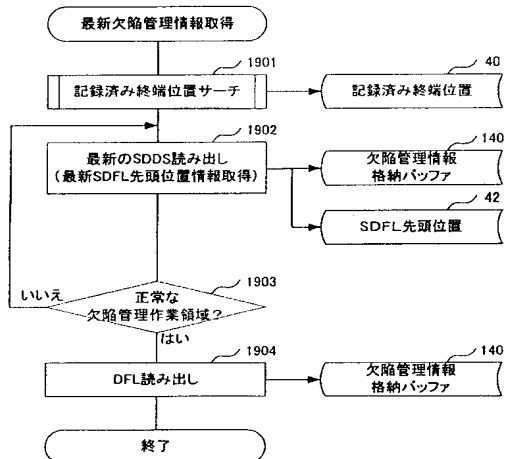 最新欠陥管理情報取得
1901
記録済み終端位置サーチ
40
記録済み終端位置
1902
最新のSDDS読み出し
(最新SDFL先頭位置情報取得)
140
欠陥管理情報
格納バッファ
42
SDFL先頭位置
1903
いいえ
正常な
欠陥管理作業領域?
はい
1904
DFL読み出し
140
欠陥管理情報
格納バッファ
終了